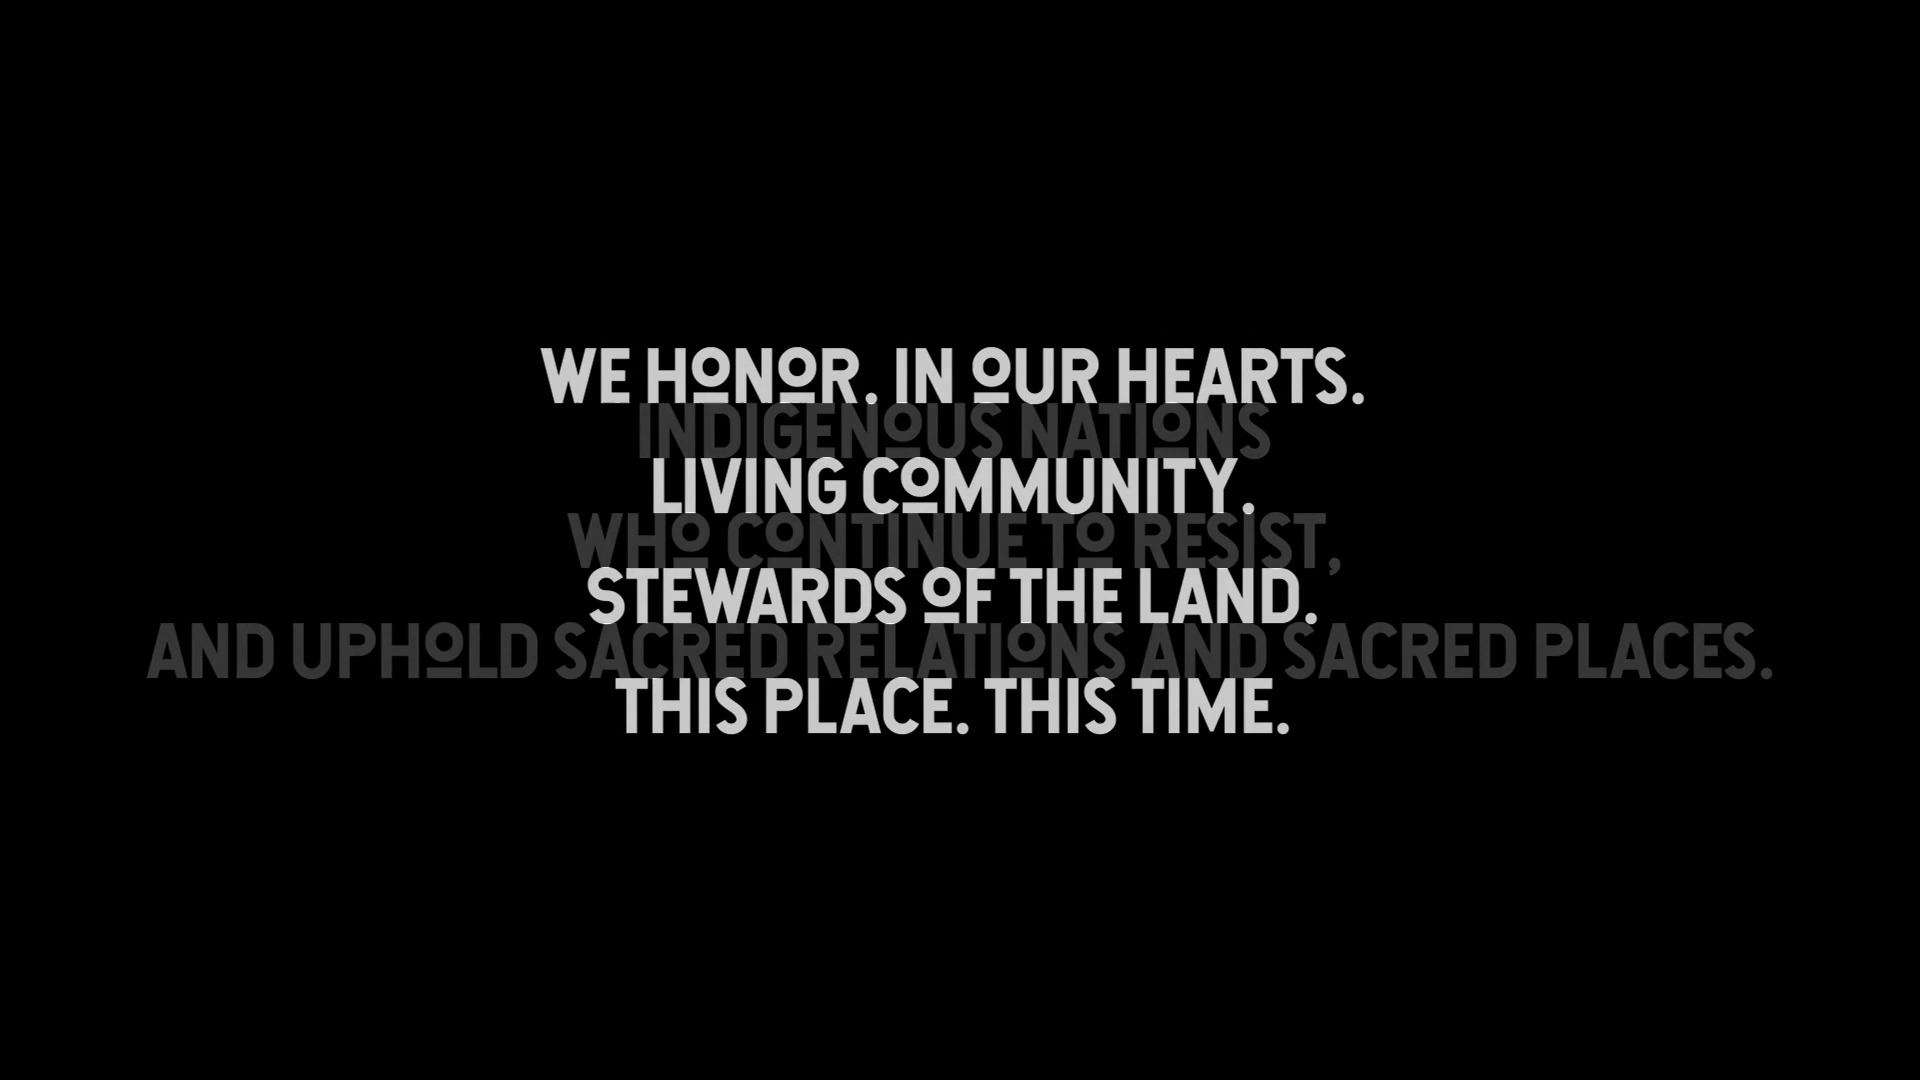 WE HONOR. IN OUR HEARTS.
INDIGENOUS NATIONS
LIVING COMMUNITY.
WHO CONTINUE TO RESIST,
STEWARDS OF THE LAND.
AND UPHOLD SACRED RELATIONS AND SACRED PLACES.
THIS PLACE. THIS TIME.